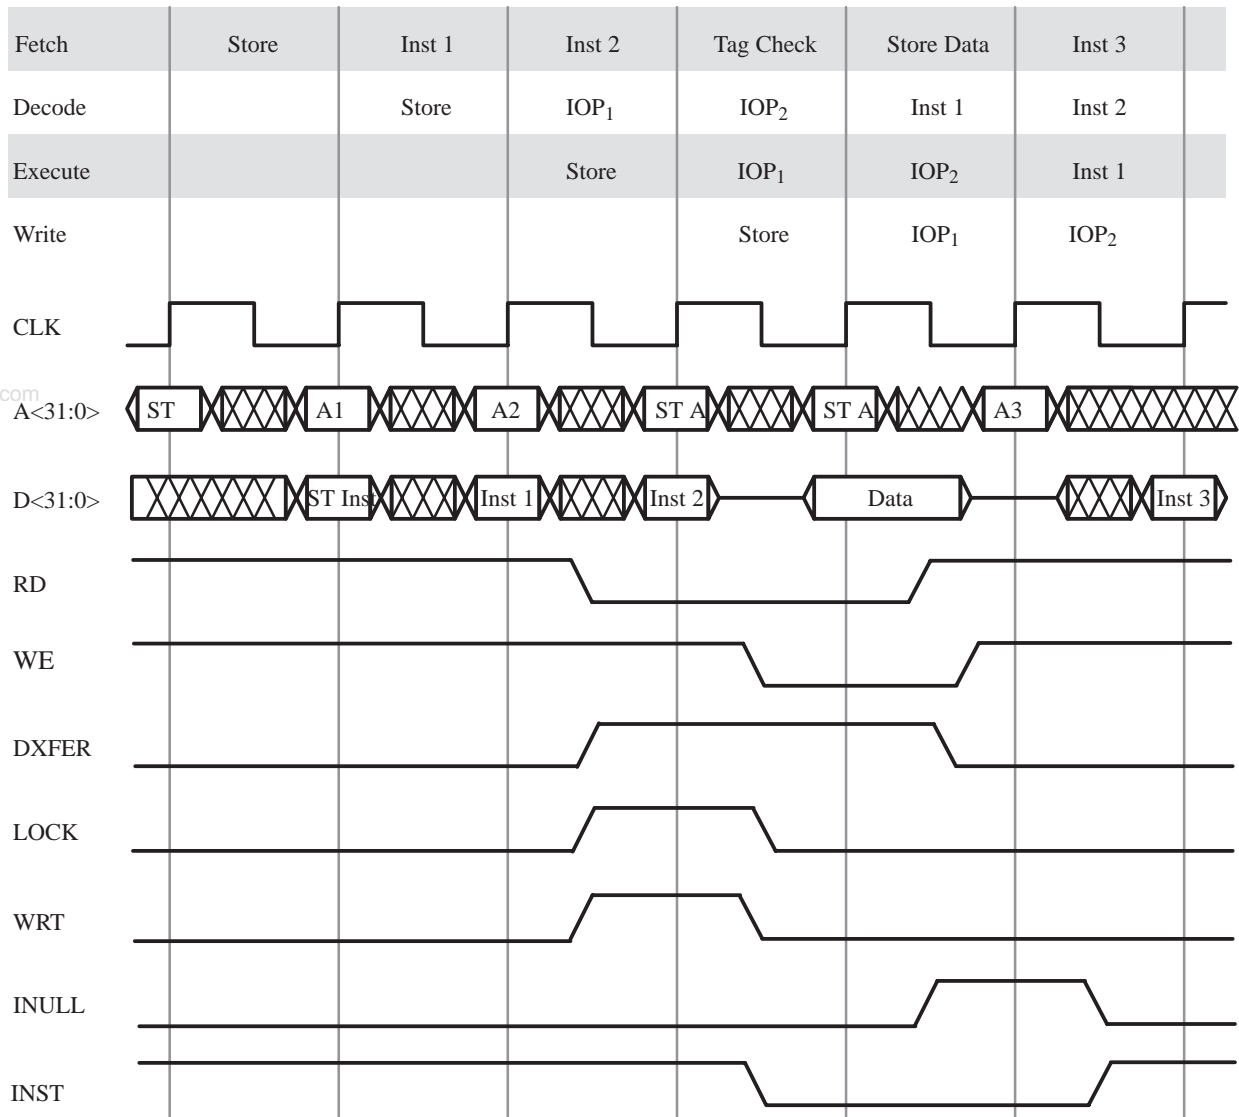 Fetch Store Inst 1 Inst 2 Tag Check Store Data Inst 3
Decode Store IOP1 IOP2 Inst 1 Inst 2
Execute Store IOP1 IOP2 Inst 1
Write Store IOP1 IOP2
CLK
com
A<31:0> ST A1 A2 ST A ST A A3
D<31:0> ST Inst Inst 1 Inst 2 Data Inst 3
RD
WE
DXFER
LOCK
WRT
INULL
INST